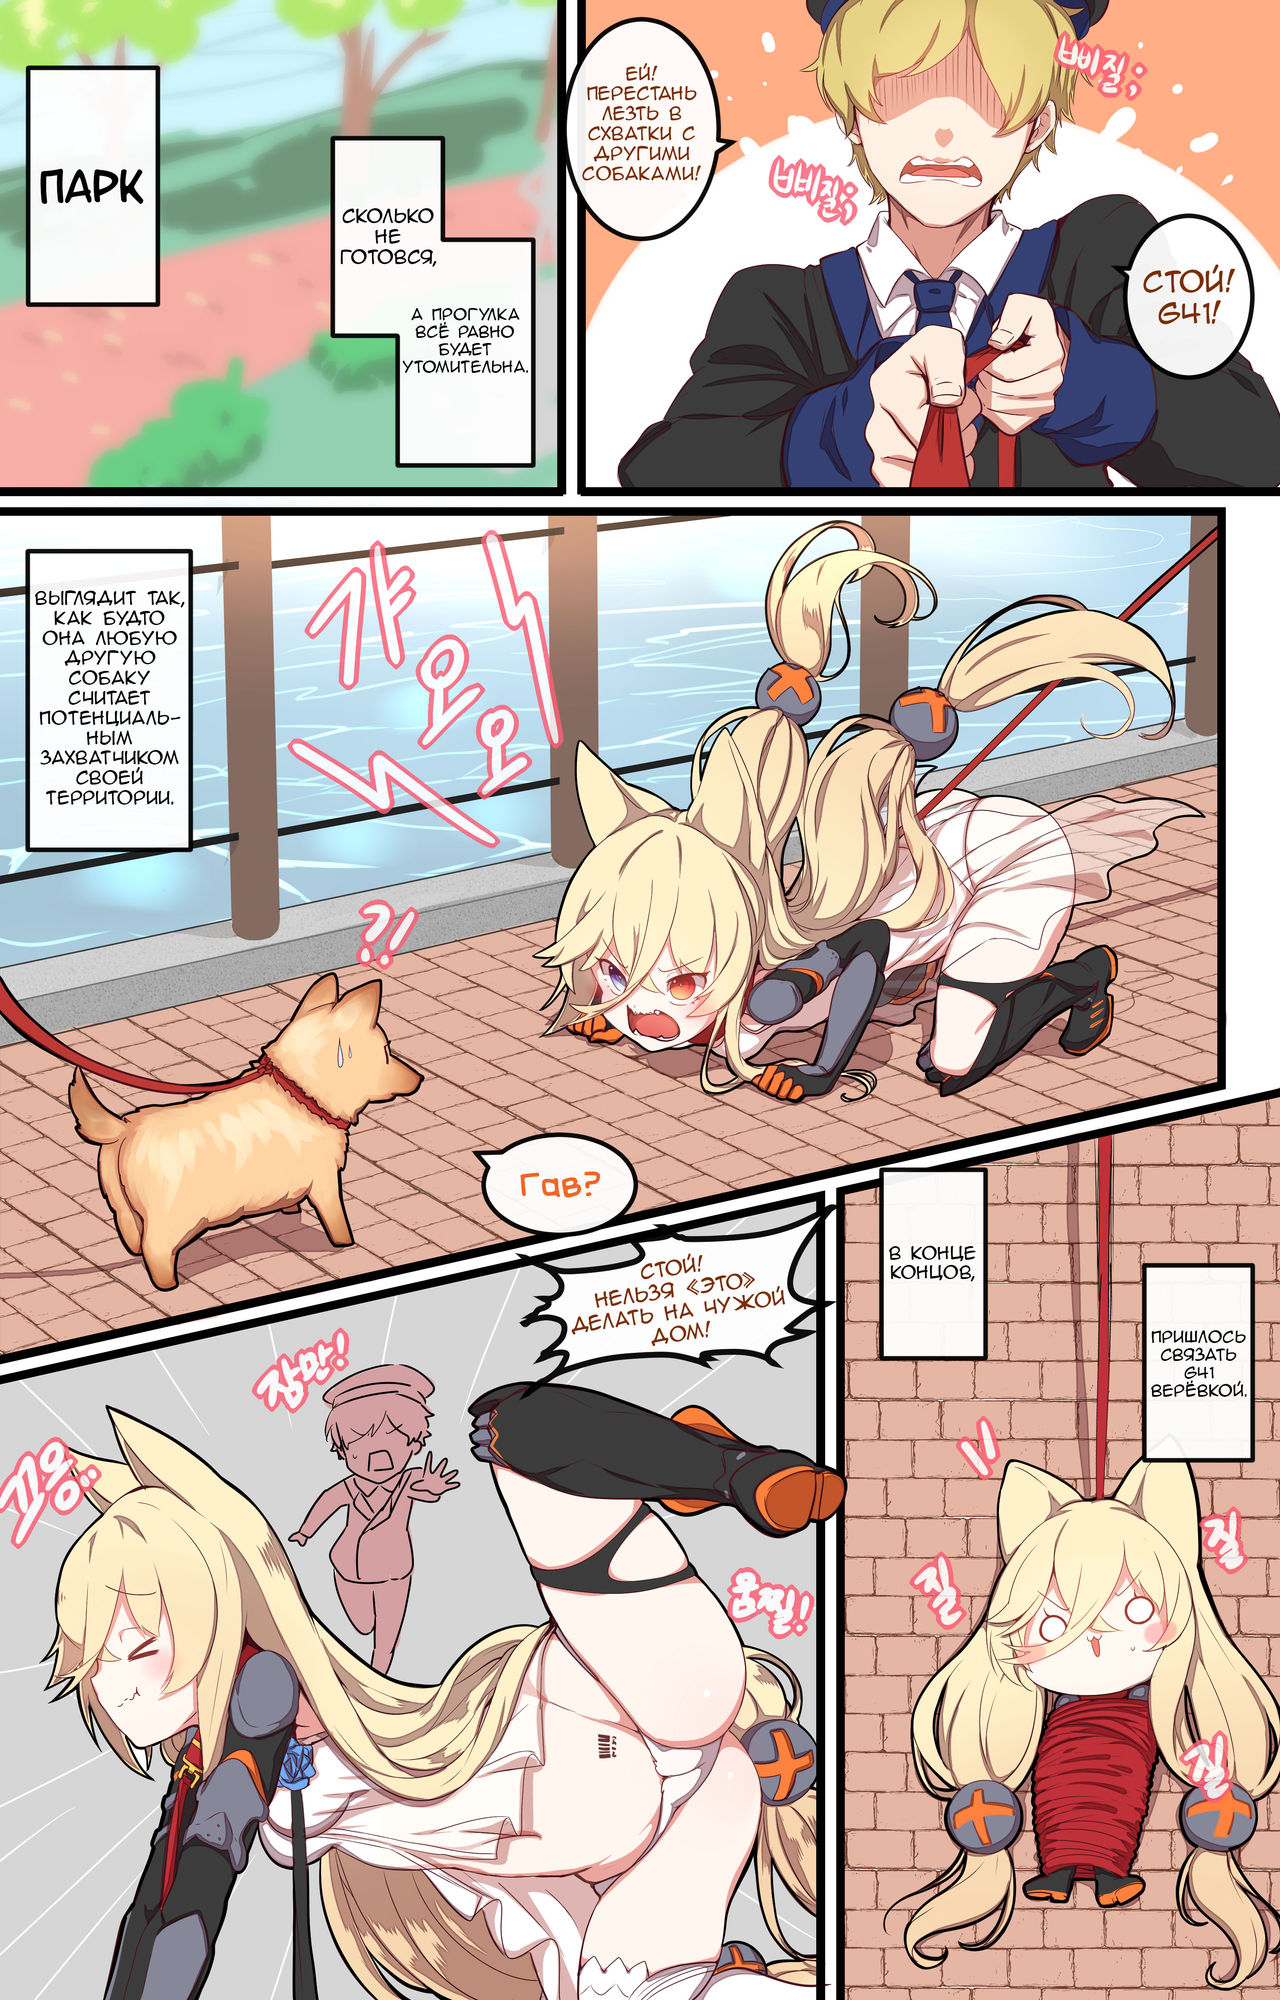 ПАРК
СКОЛЬКО
НЕ
ГОТОВСЯ,
А ПРОГУЛКА
ВСЁ РАВНО
БУДЕТ
УТОМИТЕЛЬНА.
ЕЙ!
ПЕРЕСТАНЬ
ЛЕЗТЬ В
СХВАТКИ С
ДРУГИМИ
СОБАКАМИ!
삐질;
삐질;
СТОЙ!
G41!
ВЫГЛЯДИТ ТАК,
КАК БУДТО
ОНА ЛЮБУЮ
ДРУГУЮ
СОБАКУ
СЧИТАЕТ
ПОТЕНЦИАЛЬ-
НЫМ
ЗАХВАТЧИКОМ
СВОЕЙ
ТЕРРИТОРИИ.
갸오오
?!
Гав?
СТОЙ!
НЕЛЬЗЯ «ЭТО»
ДЕЛАТЬ НА ЧУЖОЙ
ДОМ!
잠만!
끄응..
움찔!
В КОНЦЕ
КОНЦОВ,
ПРИШЛОСЬ
СВЯЗАТЬ
G41
ВЕРЁВКОЙ.
질
질
질